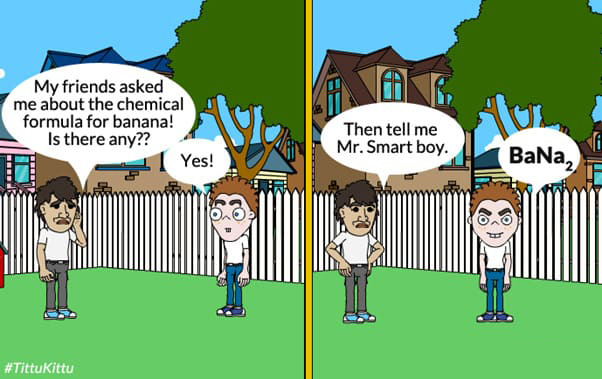 My friends asked
me about the chemical
formula for banana!
Is there any??
Yes!
Then tell me
Mr. Smart boy.
BaNa₂
#TittuKittu